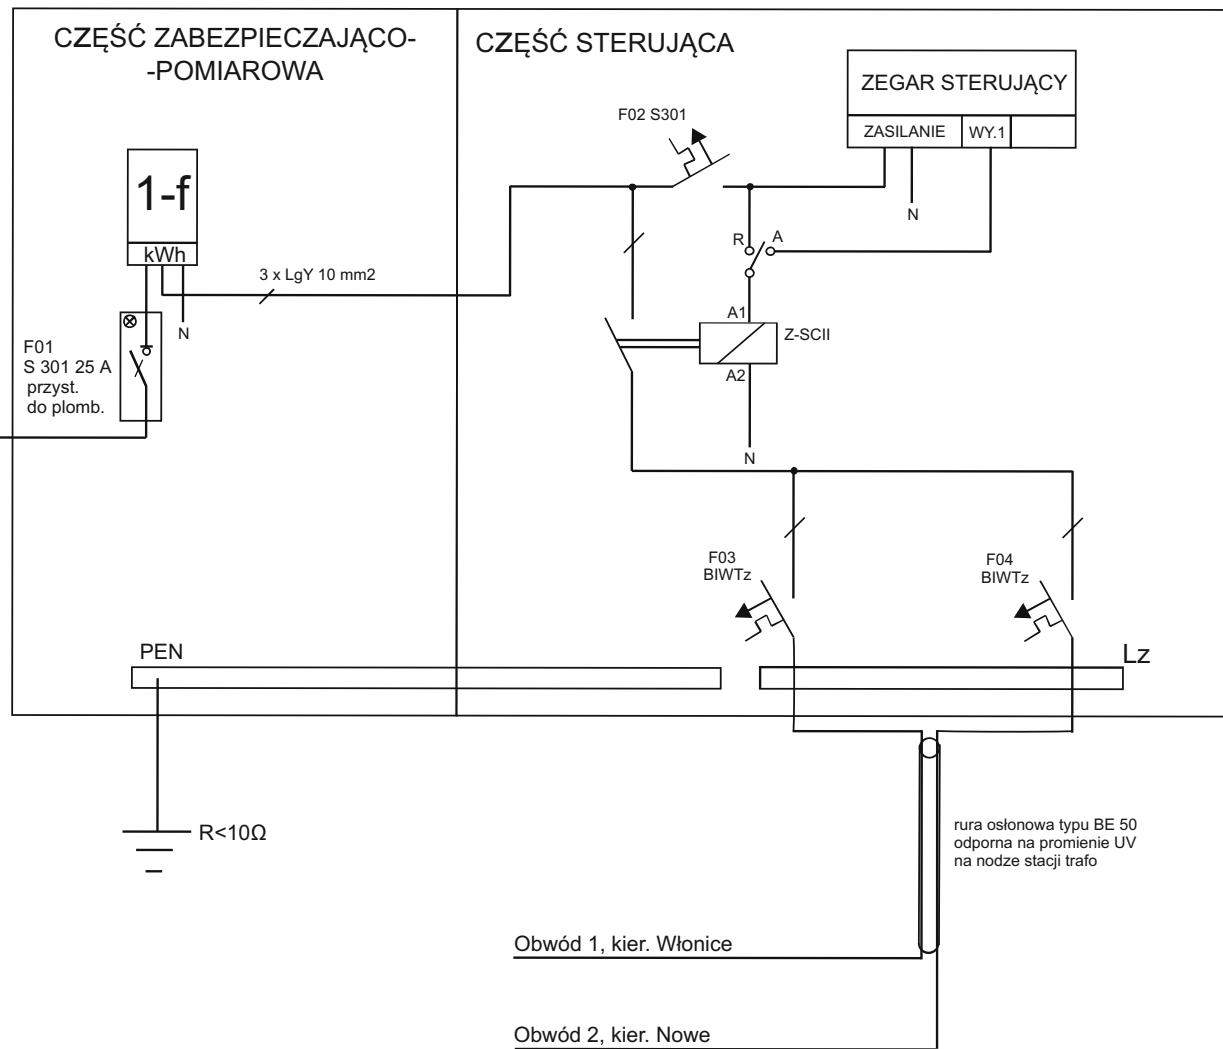 CZĘŚĆ ZABEZPIECZAJĄCO-
-POMIAROWA
CZĘŚĆ STERUJĄCA
ZEGAR STERUJĄCY
ZASILANIE
WY.1
F02 S301
N
1-f
kWh
3 x LgY 10 mm2
N
F01
S 301 25 A
przyst.
do plomb.
R
A
A1
Z-SCII
A2
N
F03
BIWTz
F04
BIWTz
PEN
Lz
R<10Ω
rura osłonowa typu BE 50
odporna na promienie UV
na nodze stacji trafo
Obwód 1, kier. Włonice
Obwód 2, kier. Nowe